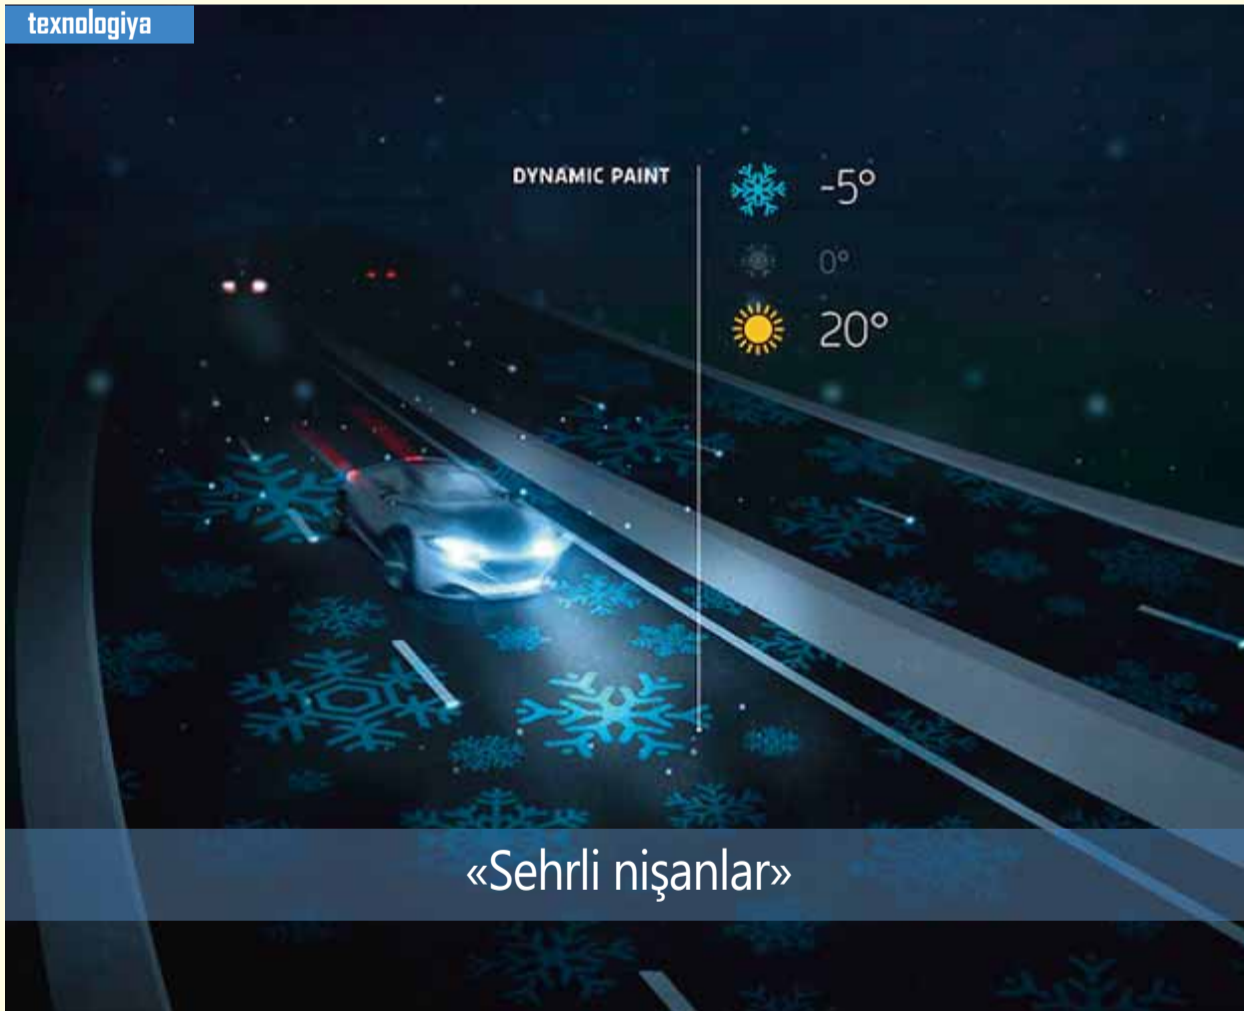 texnologiya
DYNAMIC PAINT
-5°
0°
20°
«Sehrli nişanlar»